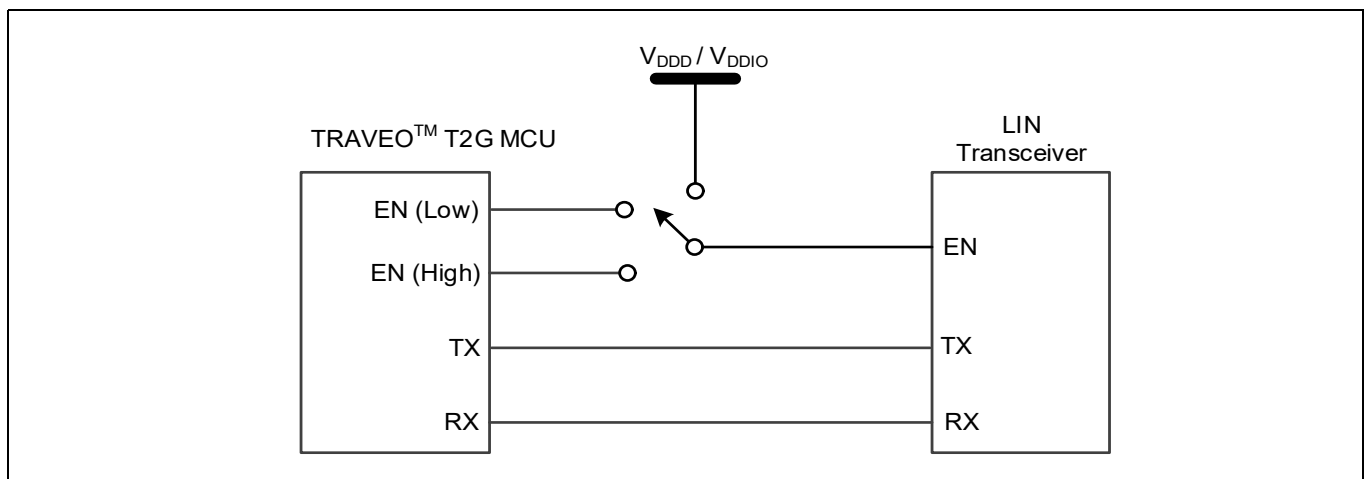 VDDD / VDDIO
TRAVEO™ T2G MCU
LIN
Transceiver
EN (Low)
EN (High)
EN
TX
TX
RX
RX